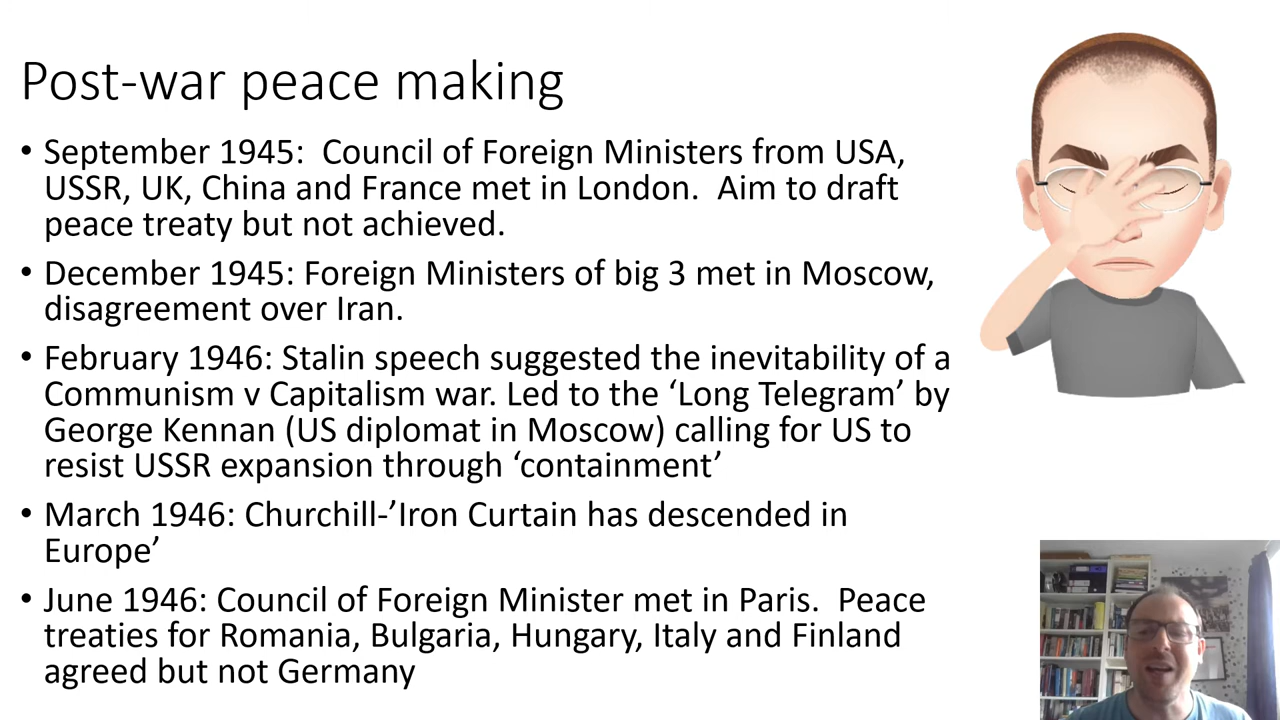 Post-war peace making
• September 1945:  Council of Foreign Ministers from USA,
USSR, UK, China and France met in London.  Aim to draft
peace treaty but not achieved.
• December 1945: Foreign Ministers of big 3 met in Moscow,
disagreement over Iran.
• February 1946: Stalin speech suggested the inevitability of a
Communism v Capitalism war. Led to the ‘Long Telegram’ by
George Kennan (US diplomat in Moscow) calling for US to
resist USSR expansion through ‘containment’
• March 1946: Churchill-’Iron Curtain has descended in
Europe’
• June 1946: Council of Foreign Minister met in Paris.  Peace
treaties for Romania, Bulgaria, Hungary, Italy and Finland
agreed but not Germany